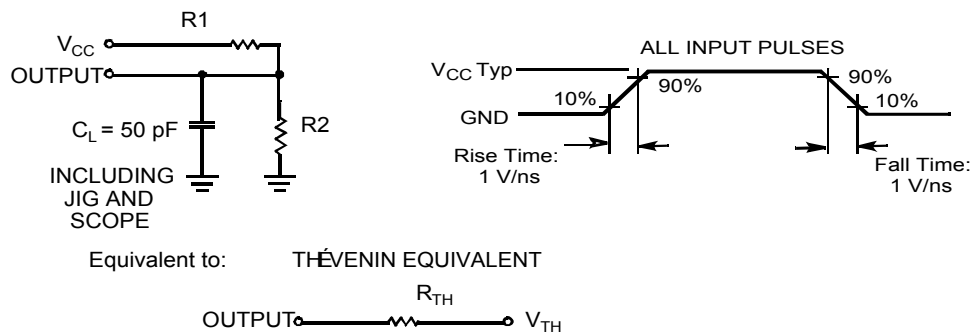 R1
V_CC
OUTPUT
C_L = 50 pF
R2
INCLUDING
JIG AND
SCOPE
ALL INPUT PULSES
V_CC Typ
90%
90%
10%
10%
GND
Rise Time:
1 V/ns
Fall Time:
1 V/ns
Equivalent to:
THÉVENIN EQUIVALENT
R_TH
OUTPUT
V_TH